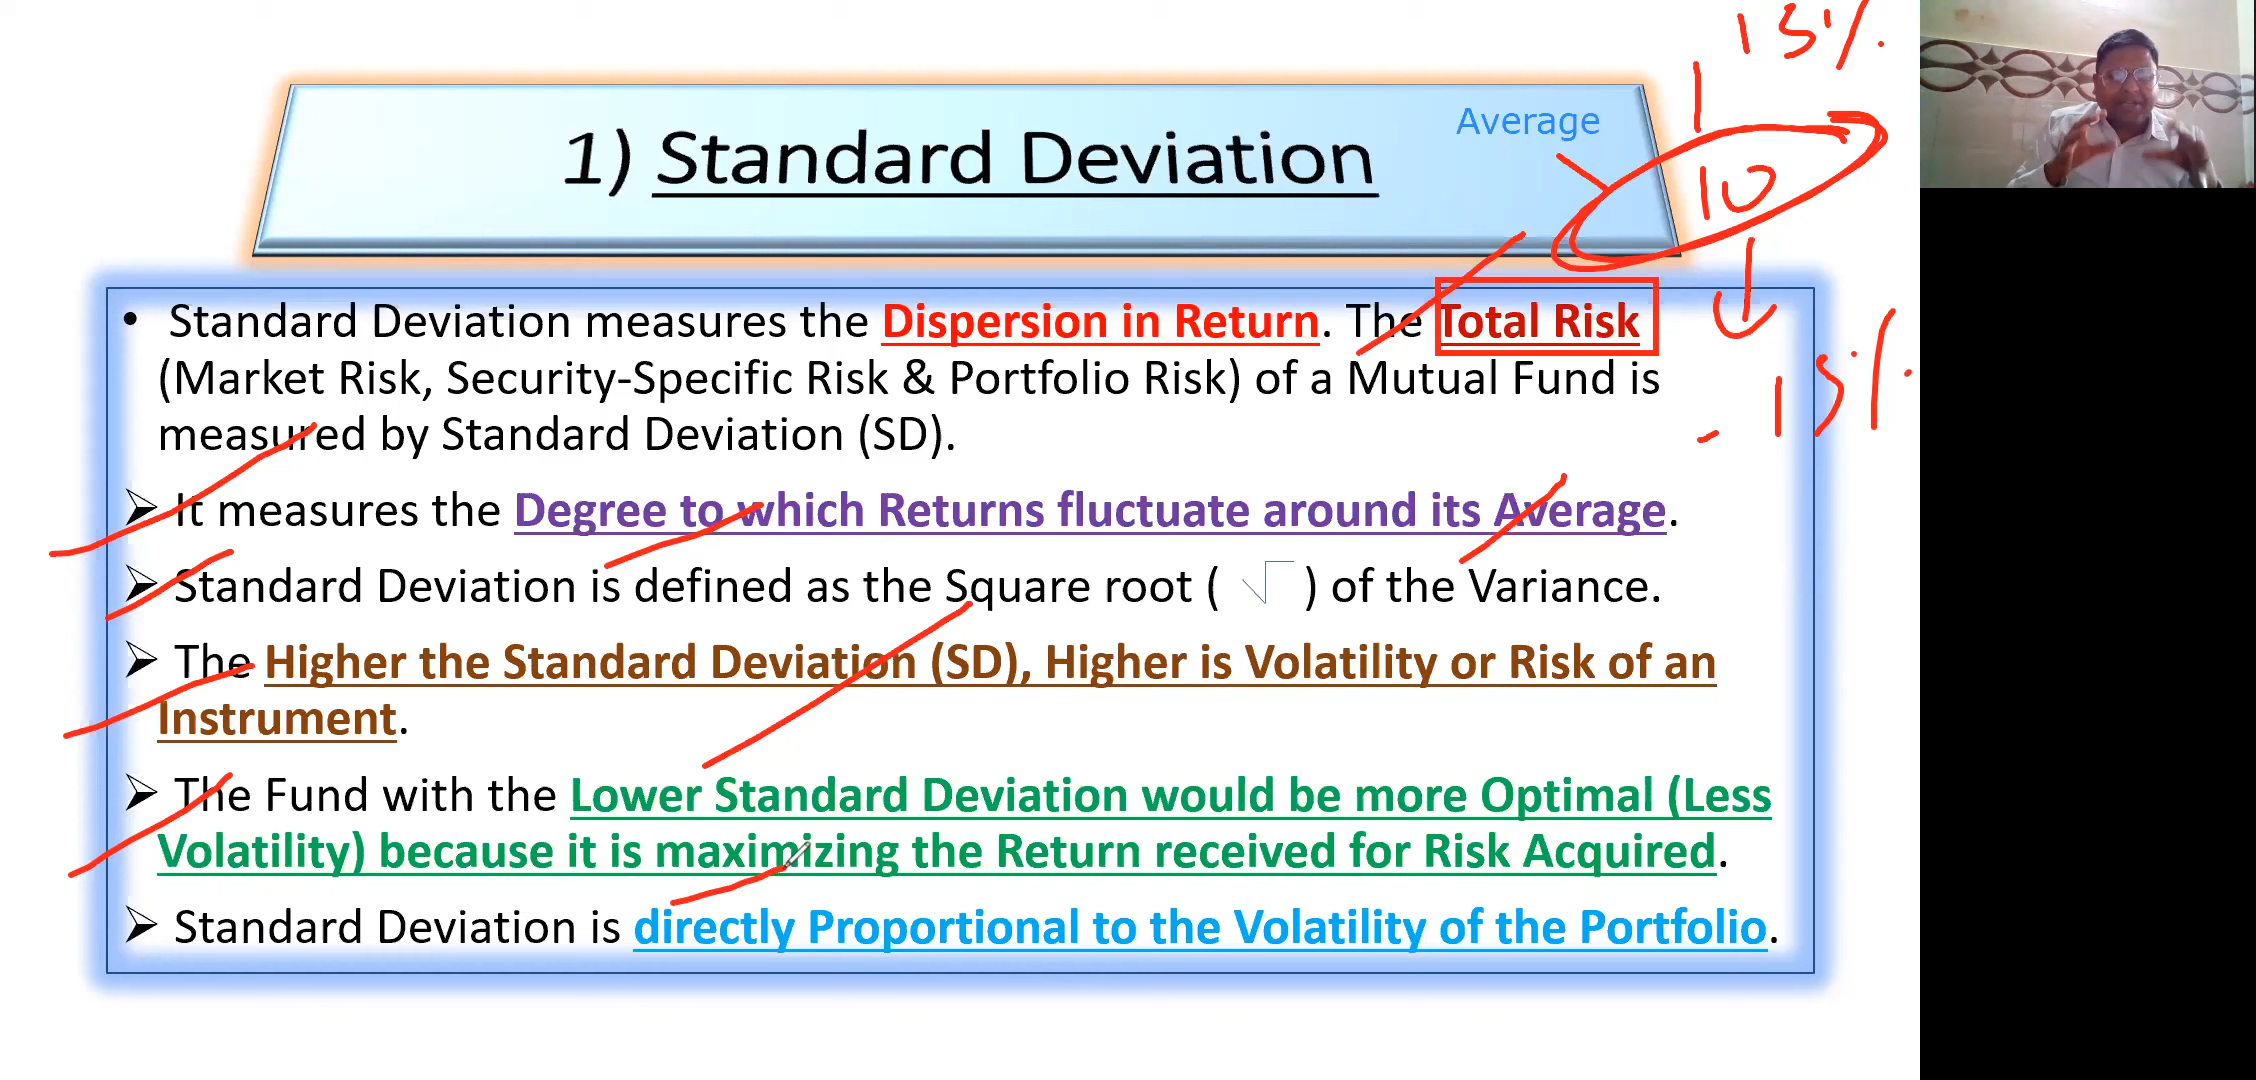 15%
Average
1) Standard Deviation
10
• Standard Deviation measures the Dispersion in Return. The Total Risk
(Market Risk, Security-Specific Risk & Portfolio Risk) of a Mutual Fund is
measured by Standard Deviation (SD).
- 15%
➢ It measures the Degree to which Returns fluctuate around its Average.
➢ Standard Deviation is defined as the Square root ( √ ) of the Variance.
➢ The Higher the Standard Deviation (SD), Higher is Volatility or Risk of an
Instrument.
➢ The Fund with the Lower Standard Deviation would be more Optimal (Less
Volatility) because it is maximizing the Return received for Risk Acquired.
➢ Standard Deviation is directly Proportional to the Volatility of the Portfolio.